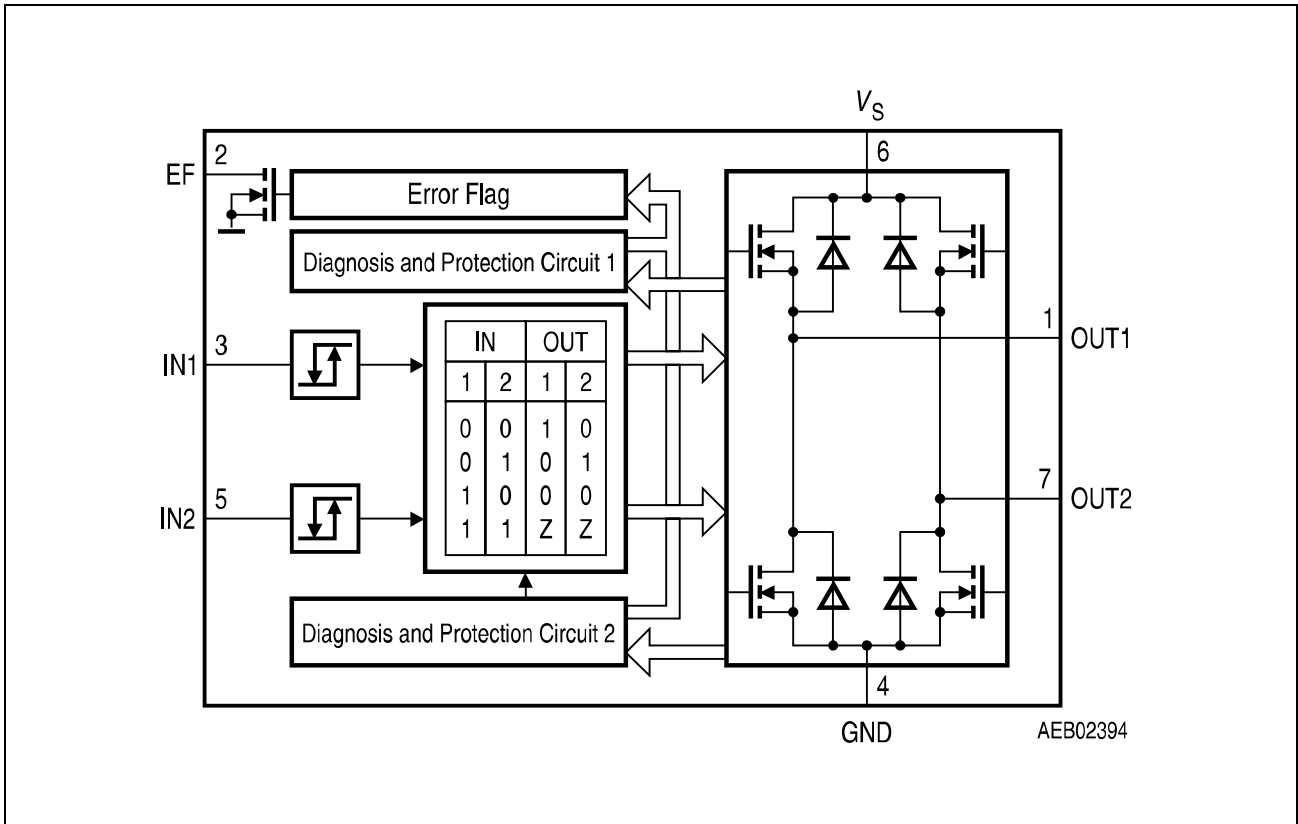 VS
6
2
EF
Error Flag
Diagnosis and Protection Circuit 1
3
IN1
IN OUT
1 2 1 2
0 0 1 0
0 1 0 1
1 0 0 0
1 1 Z Z
1
OUT1
5
IN2
7
OUT2
Diagnosis and Protection Circuit 2
4
GND
AEB02394